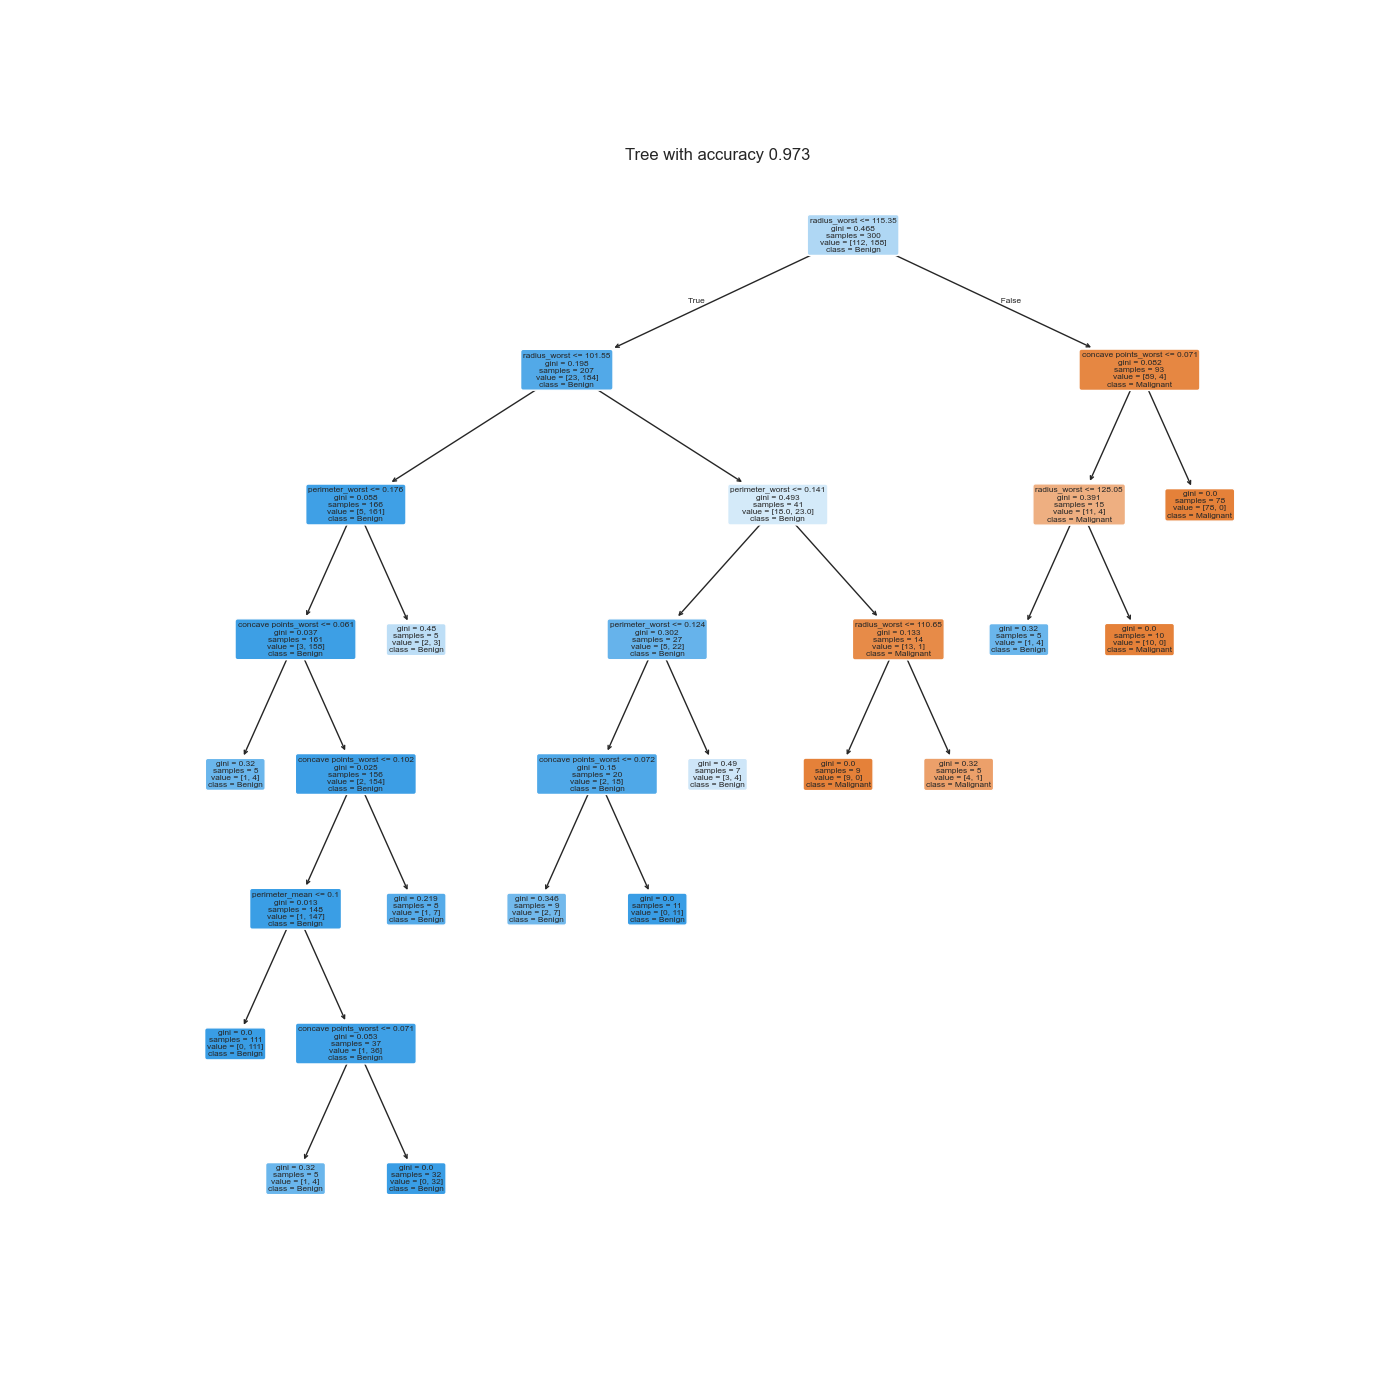 Tree with accuracy 0.973
radius_worst <= 115.35
gini = 0.468
samples = 300
value = [112, 188]
class = Benign
True
False
radius_worst <= 101.55
gini = 0.198
samples = 207
value = [23, 184]
class = Benign
concave points_worst <= 0.071
gini = 0.082
samples = 93
value = [89, 4]
class = Malignant
perimeter_worst <= 0.176
gini = 0.058
samples = 166
value = [5, 161]
class = Benign
perimeter_worst <= 0.141
gini = 0.493
samples = 41
value = [18.0, 23.0]
class = Benign
radius_worst <= 128.05
gini = 0.391
samples = 15
value = [11, 4]
class = Malignant
gini = 0.0
samples = 78
value = [78, 0]
class = Malignant
concave points_worst <= 0.061
gini = 0.037
samples = 161
value = [3, 158]
class = Benign
gini = 0.48
samples = 5
value = [2, 3]
class = Benign
perimeter_worst <= 0.124
gini = 0.302
samples = 27
value = [5, 22]
class = Benign
radius_worst <= 110.65
gini = 0.133
samples = 14
value = [13, 1]
class = Malignant
gini = 0.32
samples = 5
value = [1, 4]
class = Benign
gini = 0.0
samples = 10
value = [10, 0]
class = Malignant
gini = 0.32
samples = 5
value = [1, 4]
class = Benign
concave points_worst <= 0.102
gini = 0.025
samples = 156
value = [2, 154]
class = Benign
concave points_worst <= 0.072
gini = 0.18
samples = 20
value = [2, 18]
class = Benign
gini = 0.49
samples = 7
value = [3, 4]
class = Benign
gini = 0.0
samples = 9
value = [9, 0]
class = Malignant
gini = 0.32
samples = 5
value = [4, 1]
class = Malignant
perimeter_mean <= 0.1
gini = 0.013
samples = 148
value = [1, 147]
class = Benign
gini = 0.219
samples = 8
value = [1, 7]
class = Benign
gini = 0.346
samples = 9
value = [2, 7]
class = Benign
gini = 0.0
samples = 11
value = [0, 11]
class = Benign
gini = 0.0
samples = 111
value = [0, 111]
class = Benign
concave points_worst <= 0.071
gini = 0.053
samples = 37
value = [1, 36]
class = Benign
gini = 0.32
samples = 5
value = [1, 4]
class = Benign
gini = 0.0
samples = 32
value = [0, 32]
class = Benign